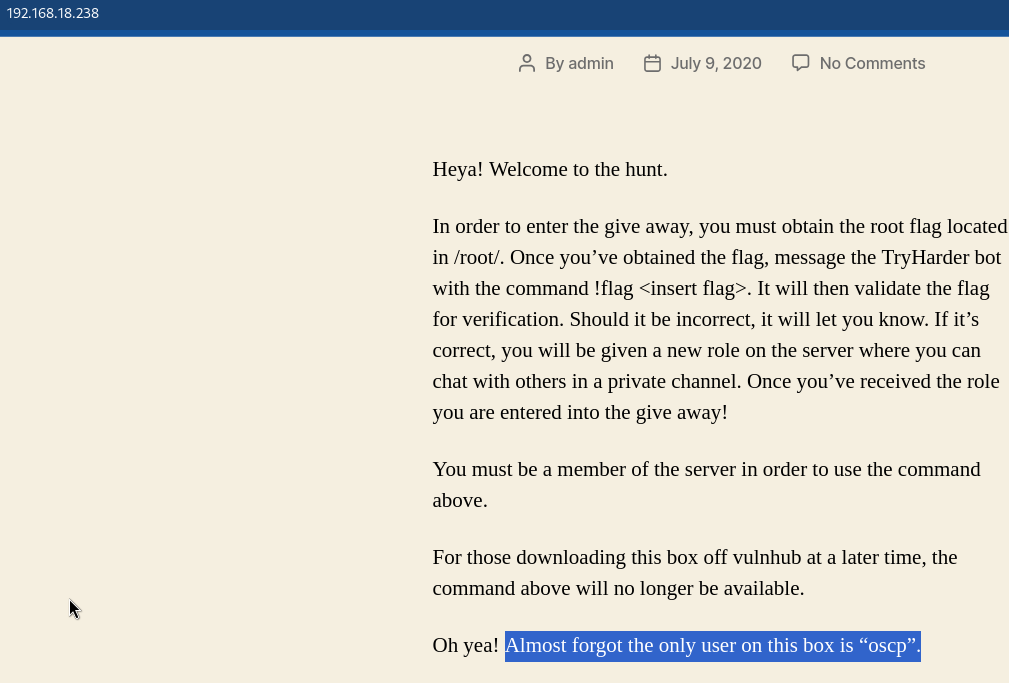 192.168.18.238
By admin July 9, 2020 No Comments
Heya! Welcome to the hunt.
In order to enter the give away, you must obtain the root flag located
in /root/. Once you’ve obtained the flag, message the TryHarder bot
with the command !flag <insert flag>. It will then validate the flag
for verification. Should it be incorrect, it will let you know. If it’s
correct, you will be given a new role on the server where you can
chat with others in a private channel. Once you’ve received the role
you are entered into the give away!
You must be a member of the server in order to use the command
above.
For those downloading this box off vulnhub at a later time, the
command above will no longer be available.
Oh yea! Almost forgot the only user on this box is “oscp”.